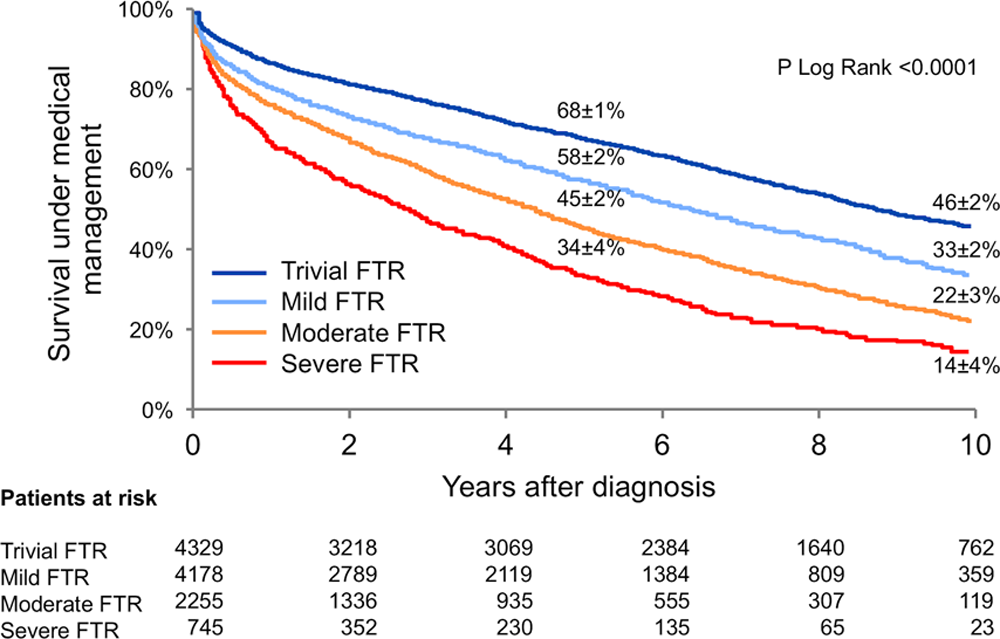 100%
80%
60%
40%
20%
0%
Survival under medical
management
P Log Rank <0.0001
68±1%
58±2%
45±2%
34±4%
46±2%
33±2%
22±3%
14±4%
Trivial FTR
Mild FTR
Moderate FTR
Severe FTR
0 2 4 6 8 10
Years after diagnosis
Patients at risk
Trivial FTR 4329 3218 3069 2384 1640 762
Mild FTR 4178 2789 2119 1384 809 359
Moderate FTR 2255 1336 935 555 307 119
Severe FTR 745 352 230 135 65 23